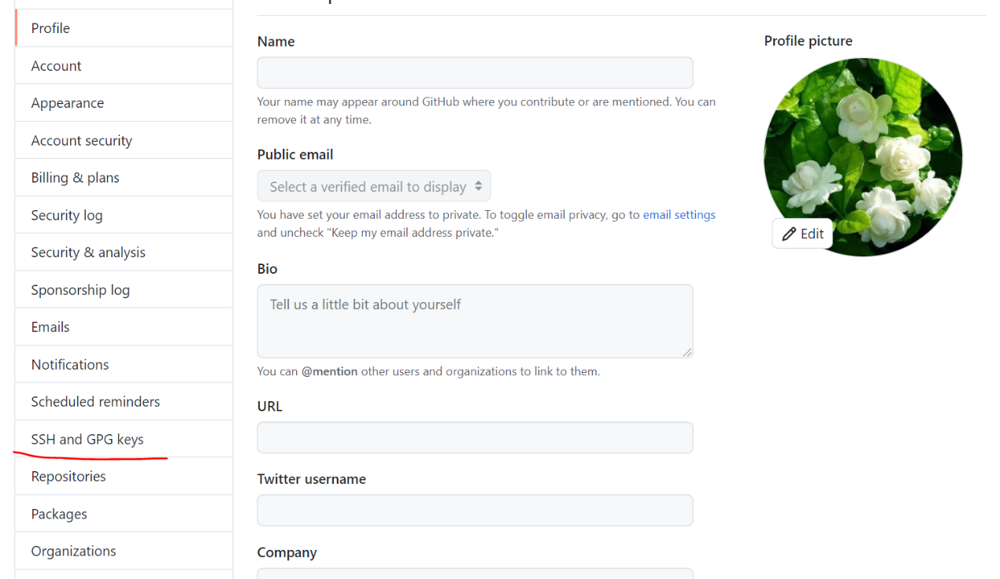 Profile
Account
Appearance
Account security
Billing & plans
Security log
Security & analysis
Sponsorship log
Emails
Notifications
Scheduled reminders
SSH and GPG keys
Repositories
Packages
Organizations
Name
Your name may appear around GitHub where you contribute or are mentioned. You can
remove it at any time.
Public email
Select a verified email to display
You have set your email address to private. To toggle email privacy, go to email settings
and uncheck "Keep my email address private."
Bio
Tell us a little bit about yourself
You can @mention other users and organizations to link to them.
URL
Twitter username
Company
Profile picture
Edit